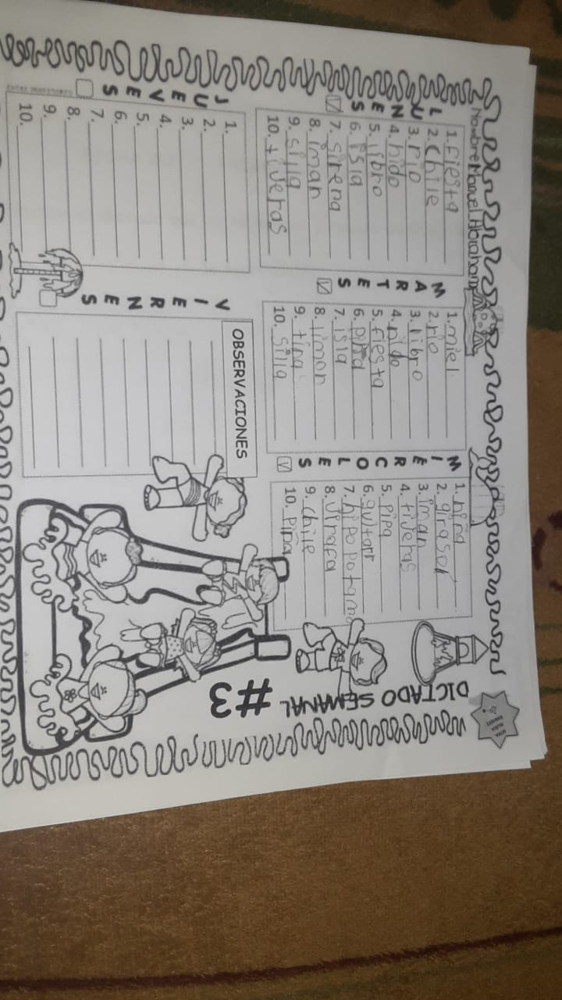 Nombre Manuel Abraham
DICTADO SEMANAL
#3
LUNES
1. fiesta
2. chile
3. rio
4. nido
5. libro
6. isla
7. sirena
8. iman
9. silla
10. tijeras
MARTES
1. miel
2. rio
3. libro
4. nido
5. fiesta
6. piña
7. isla
8. limon
9. tina
10. silla
MIERCOLES
1. niña
2. girasol
3. iman
4. tijeras
5. pipa
6. guitarr
7. hipopotamo
8. jirafa
9. chile
10. piña
JUEVES
1.
2.
3.
4.
5.
6.
7.
8.
9.
10.
VIERNES
OBSERVACIONES